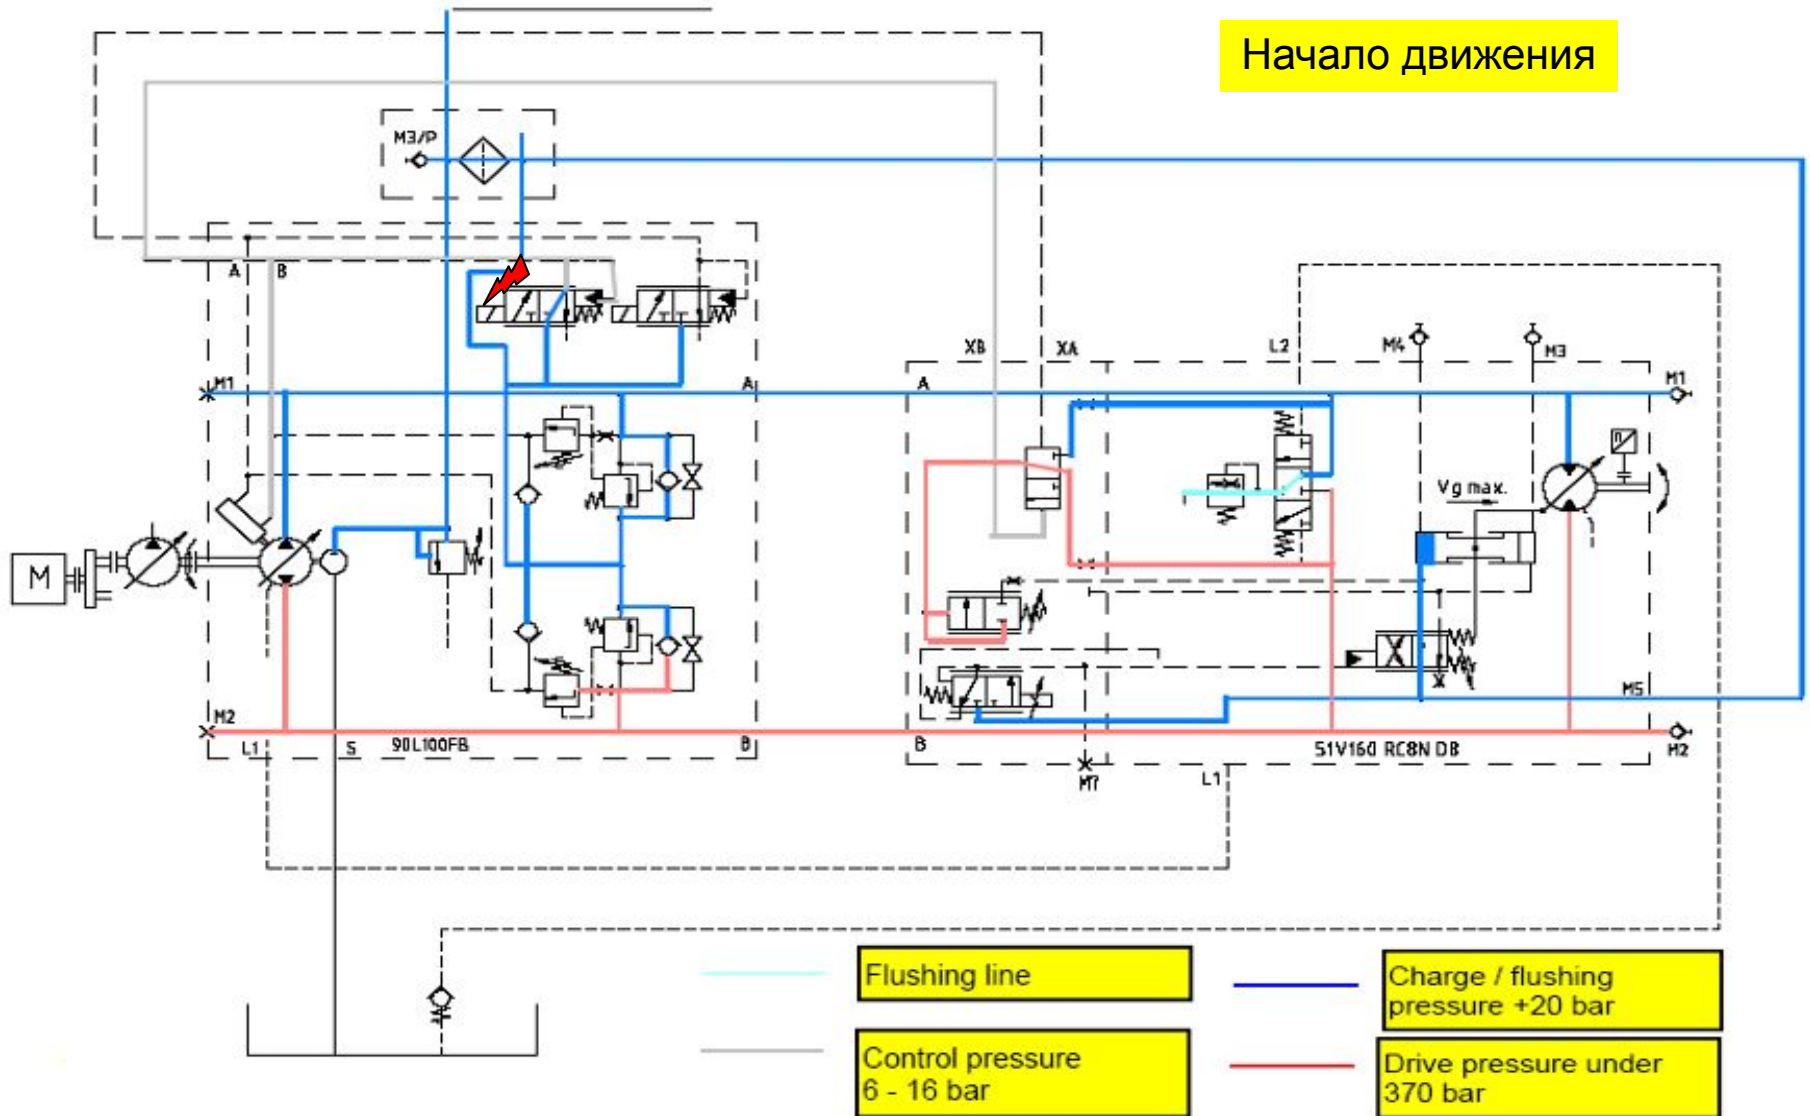 Начало движения
M3/P
A
B
M1
A
XB
XA
L2
M4
M3
A
M1
n
Vg max.
M
M2
L1
S
90L100FB
B
B
M5
51V160 RC8N DB
M2
M7
L1
Flushing line
Charge / flushing
pressure +20 bar
Control pressure
6 - 16 bar
Drive pressure under
370 bar